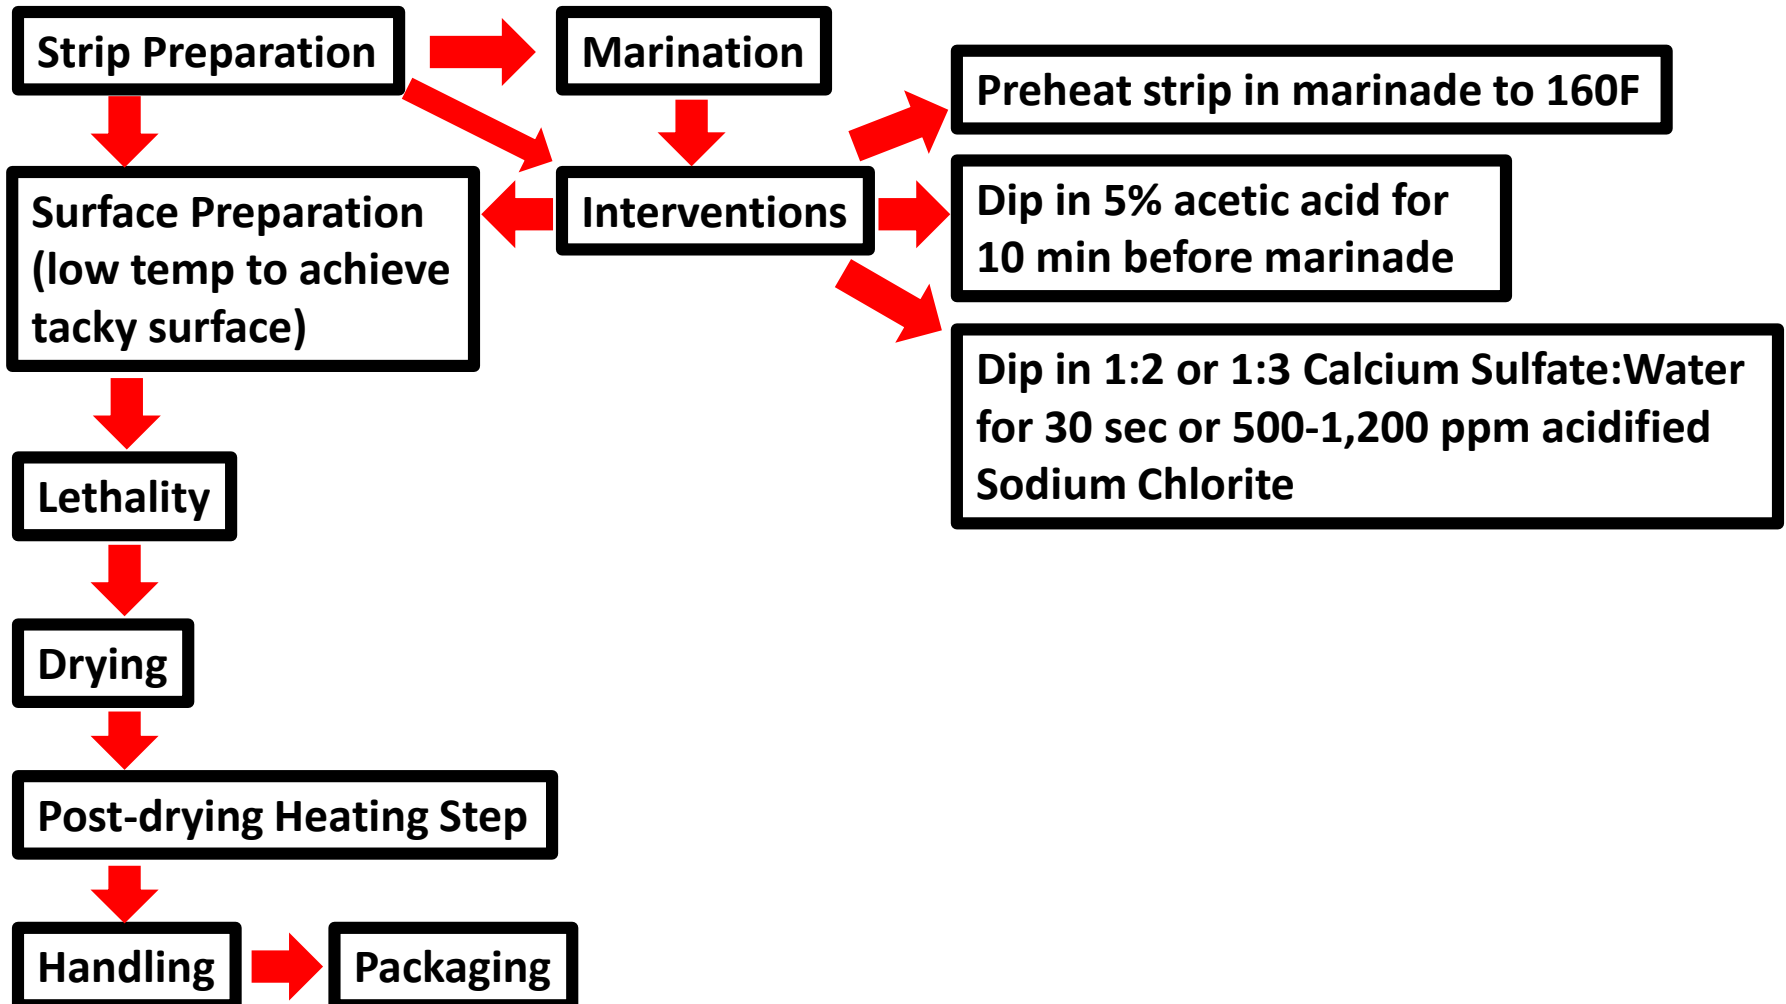 Strip Preparation
Marination
Preheat strip in marinade to 160F
Surface Preparation
(low temp to achieve
tacky surface)
Interventions
Dip in 5% acetic acid for
10 min before marinade
Dip in 1:2 or 1:3 Calcium Sulfate:Water
for 30 sec or 500-1,200 ppm acidified
Sodium Chlorite
Lethality
Drying
Post-drying Heating Step
Handling
Packaging